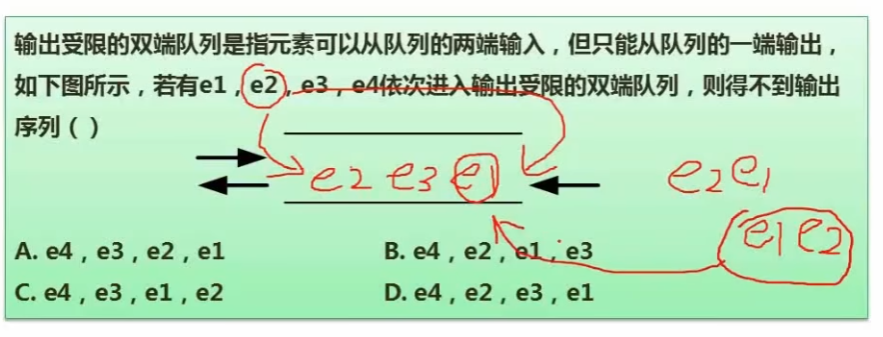 输出受限的双端队列是指元素可以从队列的两端输入，但只能从队列的一端输出，
如下图所示，若有e1，e2，e3，e4依次进入输出受限的双端队列，则得不到输出
序列（ ）
e2 e3 e1
e2e1
e1e2
A. e4，e3，e2，e1 B. e4，e2，e1，e3
C. e4，e3，e1，e2 D. e4，e2，e3，e1